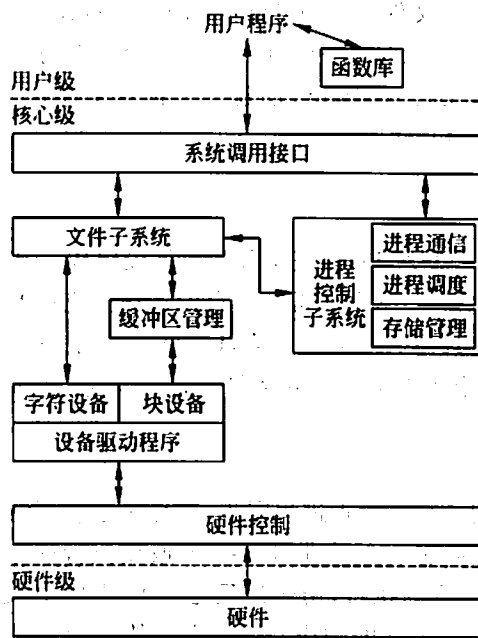 用户程序
函数库
用户级
核心级
系统调用接口
文件子系统
进程
控制
子系统
进程通信
进程调度
存储管理
缓冲区管理
字符设备
块设备
设备驱动程序
硬件控制
硬件级
硬件